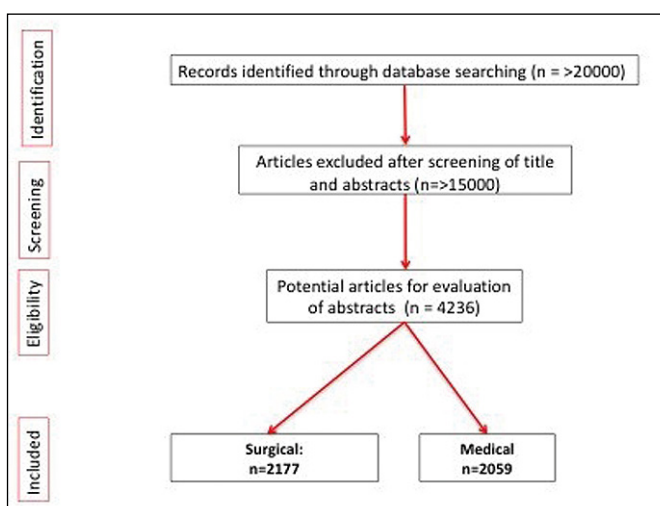 Identification
Records identified through database searching (n = >20000)
Articles excluded after screening of title
and abstracts (n=>15000)
Screening
Potential articles for evaluation
of abstracts (n = 4236)
Eligibility
Surgical:
n=2177
Medical
n=2059
Included